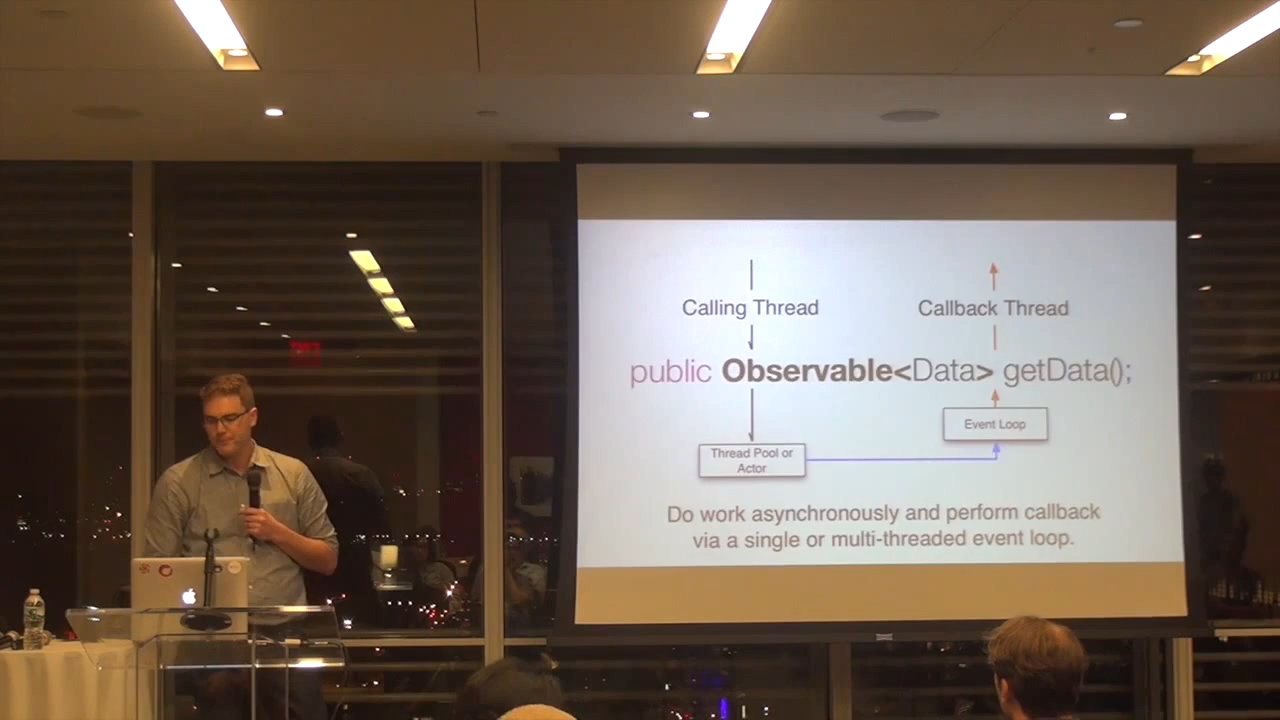 Calling Thread
Callback Thread
public Observable<Data> getData();
Event Loop
Thread Pool or
Actor
Do work asynchronously and perform callback
via a single or multi-threaded event loop.